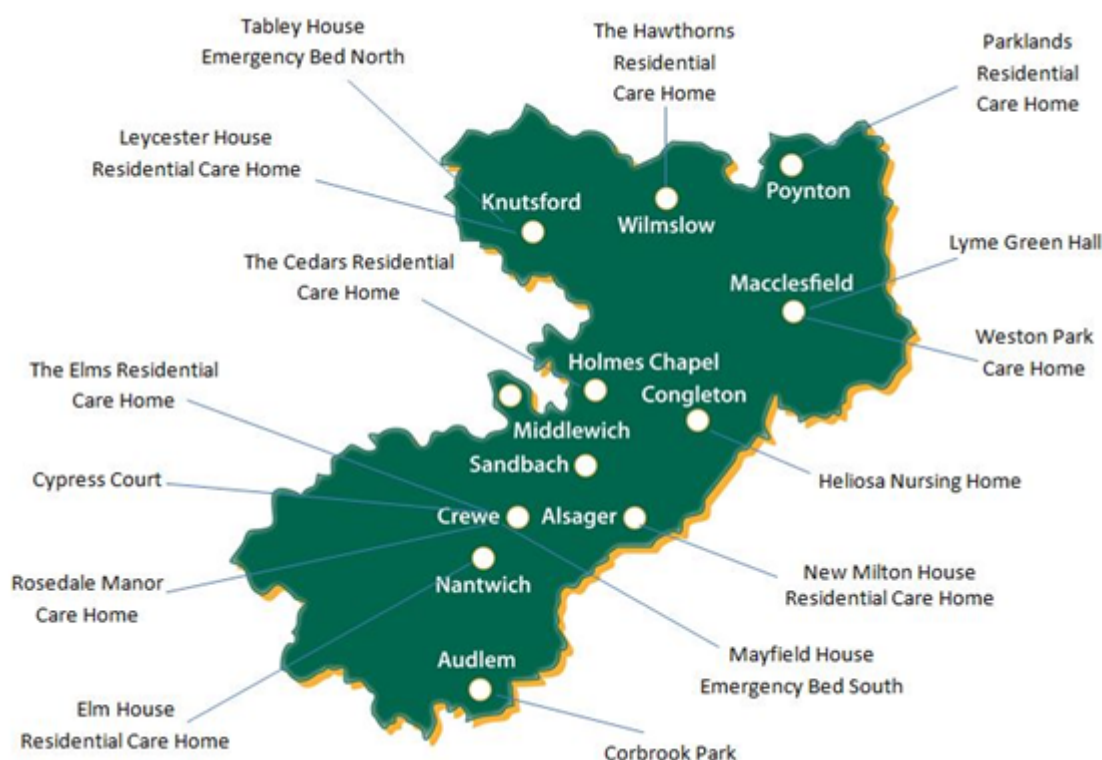 Tabley House
Emergency Bed North
The Hawthorns
Residential
Care Home
Parklands
Residential
Care Home
Leycester House
Residential Care Home
Knutsford
Wilmslow
Poynton
Lyme Green Hall
The Cedars Residential
Care Home
Macclesfield
Weston Park
Care Home
The Elms Residential
Care Home
Holmes Chapel
Congleton
Middlewich
Sandbach
Cypress Court
Heliosa Nursing Home
Crewe
Alsager
Rosedale Manor
Care Home
Nantwich
New Milton House
Residential Care Home
Audlem
Mayfield House
Emergency Bed South
Elm House
Residential Care Home
Corbrook Park